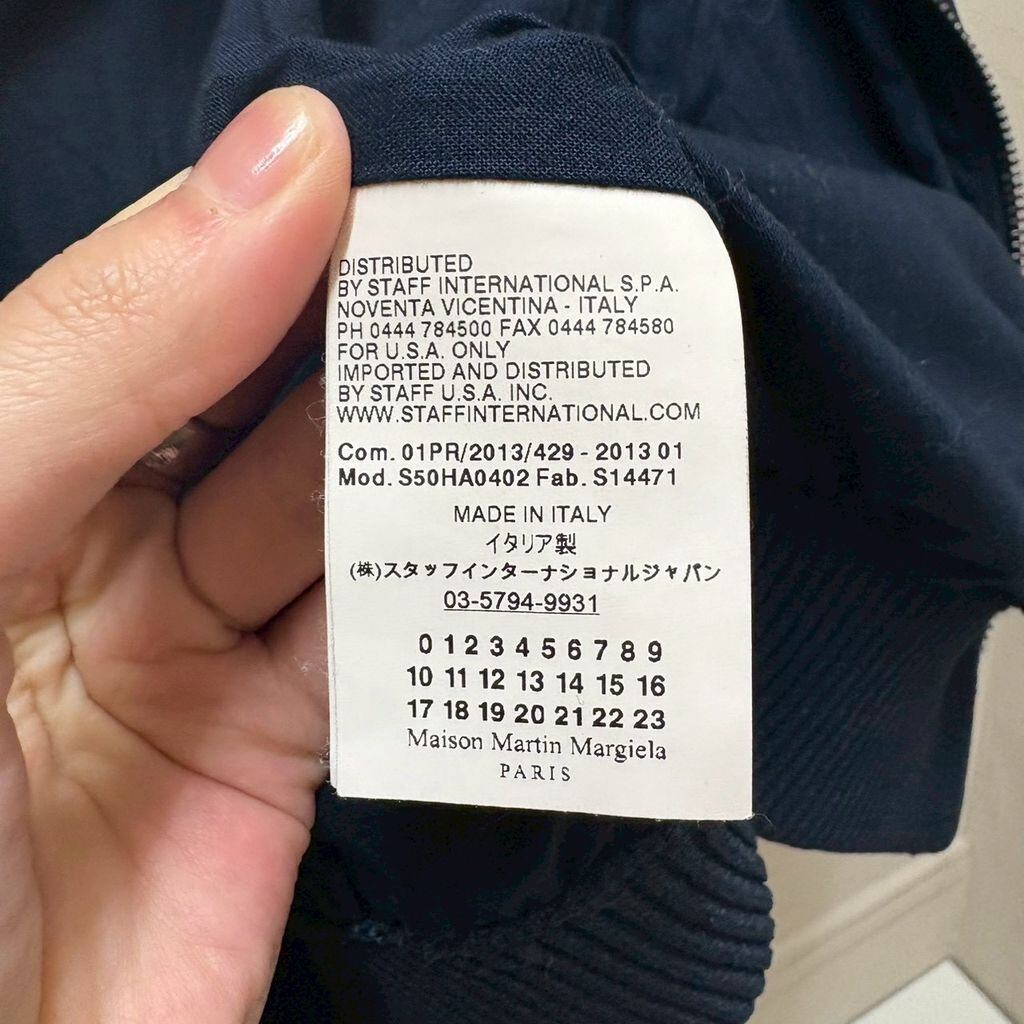 DISTRIBUTED
BY STAFF INTERNATIONAL S.P.A.
NOVENTA VICENTINA - ITALY
PH 0444 784500 FAX 0444 784580
FOR U.S.A. ONLY
IMPORTED AND DISTRIBUTED
BY STAFF U.S.A. INC.
WWW.STAFFINTERNATIONAL.COM
Com. 01PR/2013/429 - 2013 01
Mod. S50HA0402 Fab. S14471
MADE IN ITALY
イタリア製
(株)スタッフインターナショナルジャパン
03-5794-9931
0 1 2 3 4 5 6 7 8 9
10 11 12 13 14 15 16
17 18 19 20 21 22 23
Maison Martin Margiela
PARIS